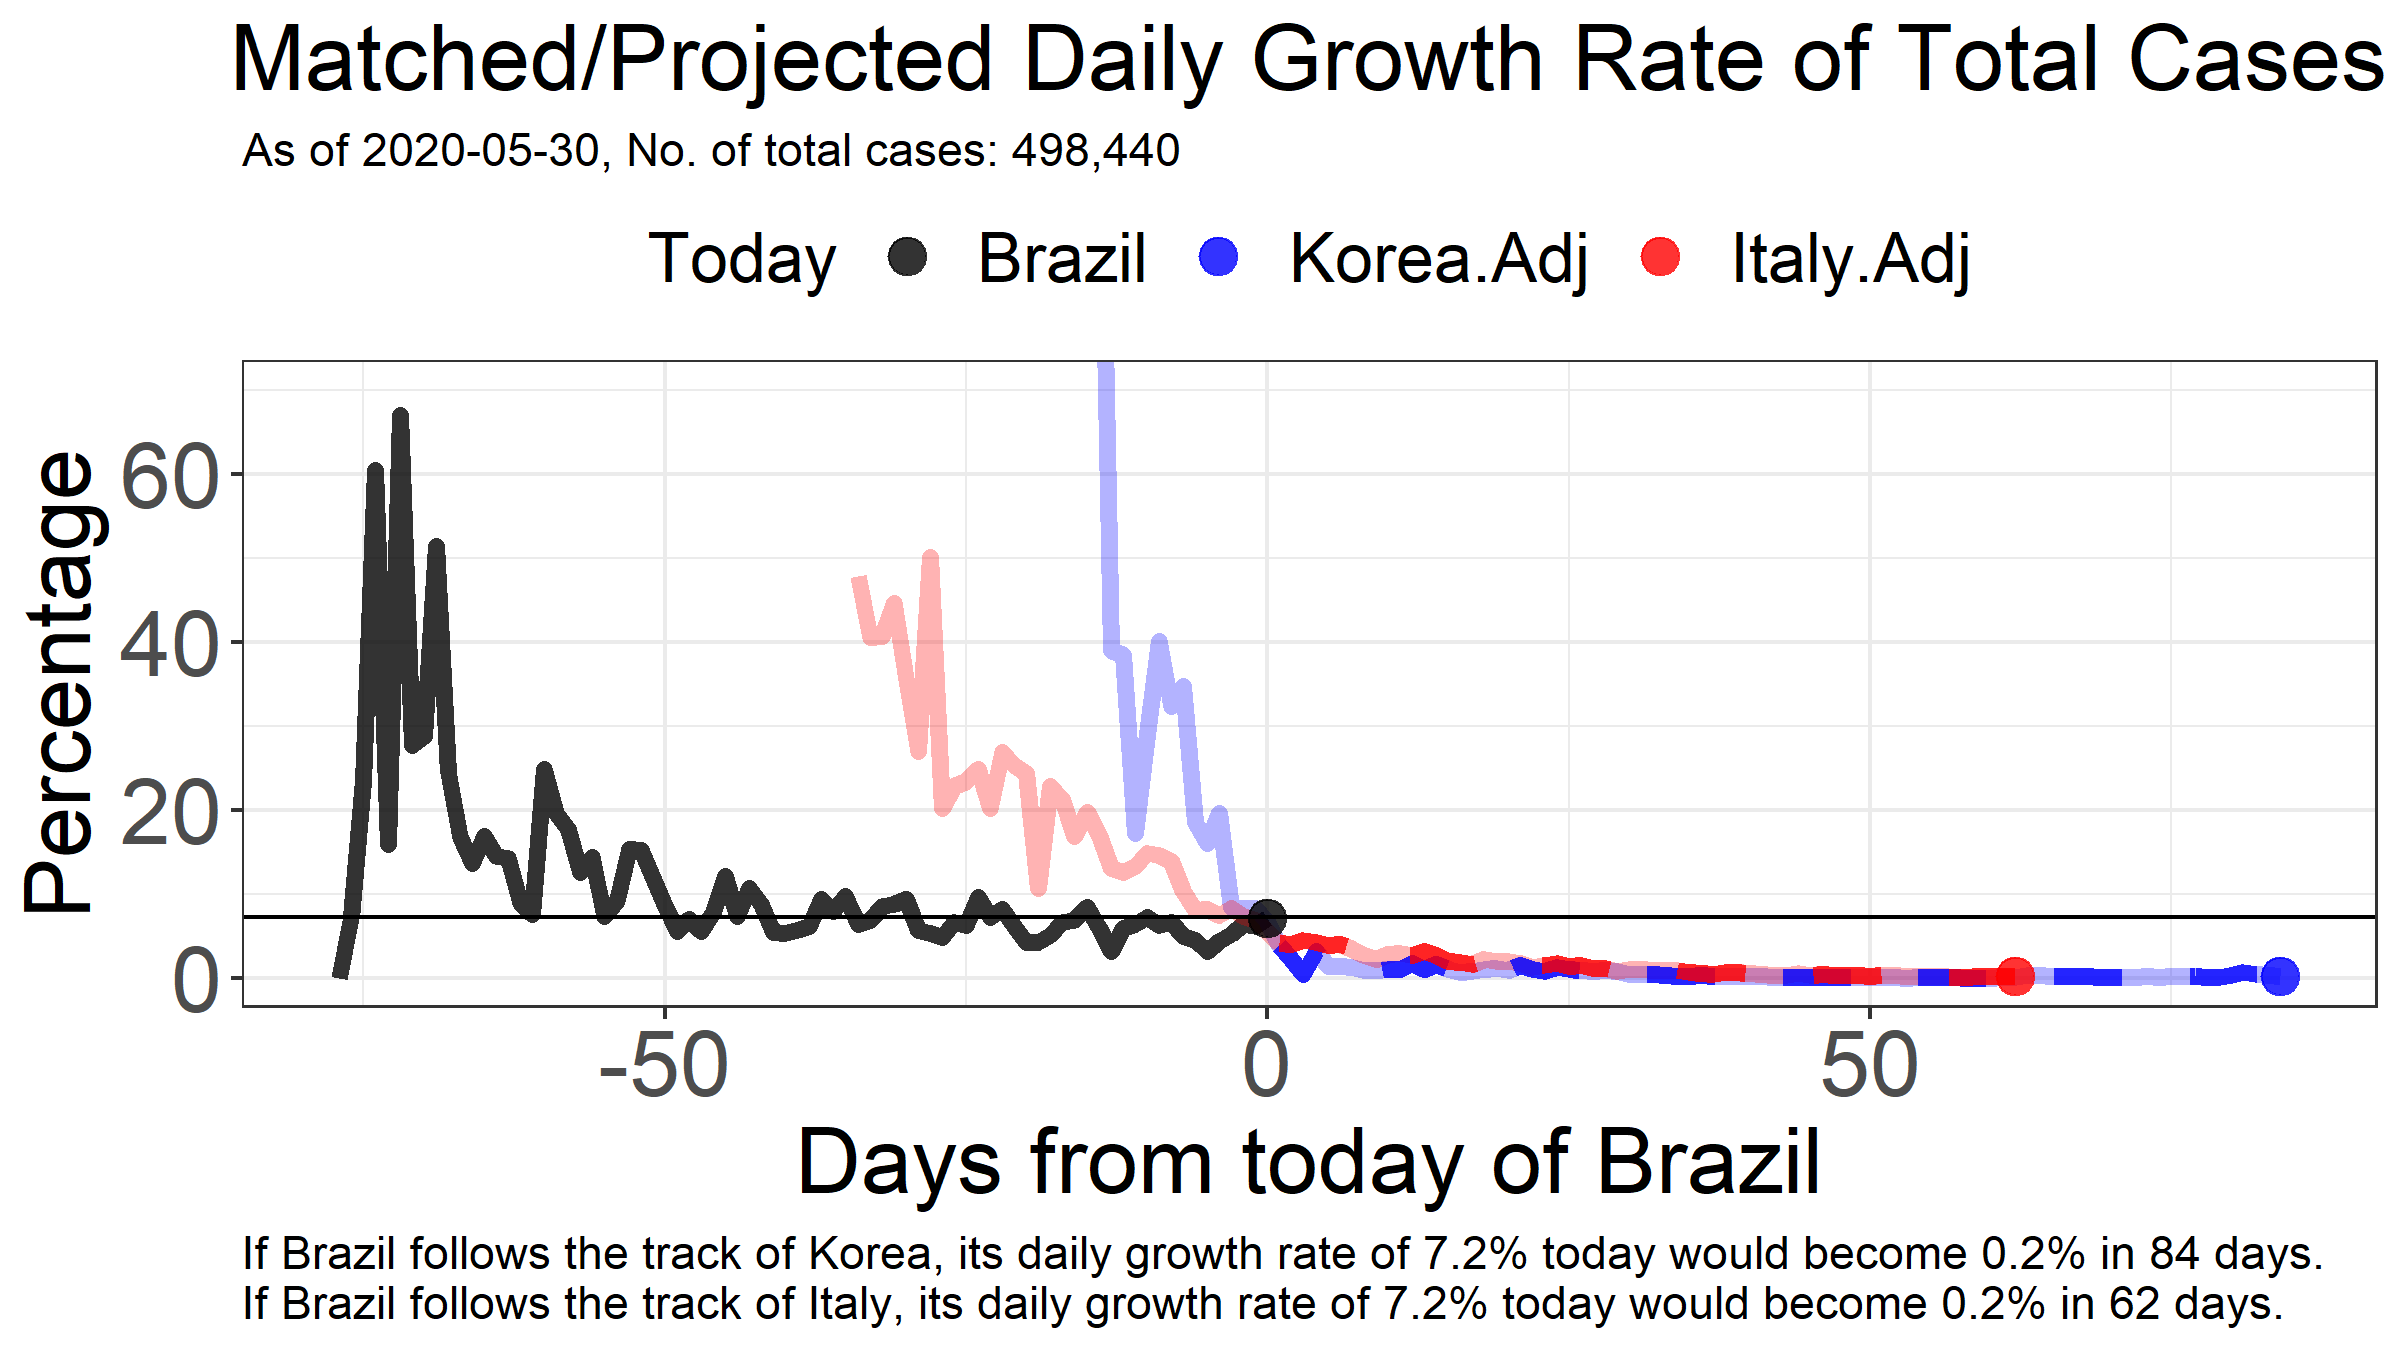 Matched/Projected Daily Growth Rate of Total Cases
As of 2020-05-30, No. of total cases: 498,440
Today Brazil Korea.Adj Italy.Adj
Percentage
60
40
20
0
-50 0 50
Days from today of Brazil
If Brazil follows the track of Korea, its daily growth rate of 7.2% today would become 0.2% in 84 days.
If Brazil follows the track of Italy, its daily growth rate of 7.2% today would become 0.2% in 62 days.